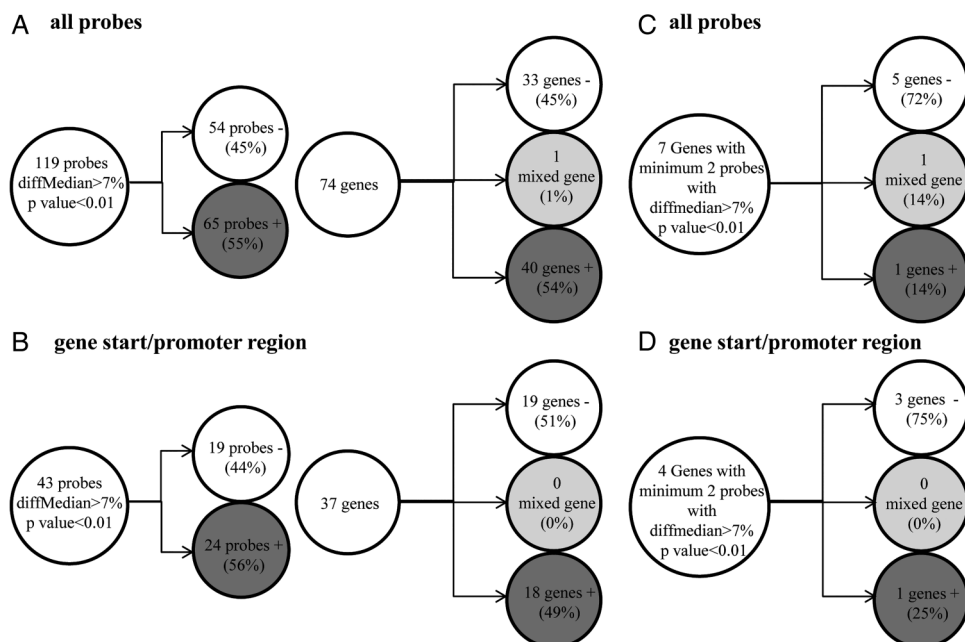 A all probes
119 probes
diffMedian>7%
p value<0.01
54 probes -
(45%)
65 probes +
(55%)
74 genes
33 genes -
(45%)
1
mixed gene
(1%)
40 genes +
(54%)
C all probes
7 Genes with
minimum 2 probes
with
diffmedian>7%
p value<0.01
5 genes -
(72%)
1
mixed gene
(14%)
1 genes +
(14%)
B gene start/promoter region
43 probes
diffMedian>7%
p value<0.01
19 probes -
(44%)
24 probes +
(56%)
37 genes
19 genes -
(51%)
0
mixed gene
(0%)
18 genes +
(49%)
D gene start/promoter region
4 Genes with
minimum 2 probes
with
diffmedian>7%
p value<0.01
3 genes -
(75%)
0
mixed gene
(0%)
1 genes +
(25%)